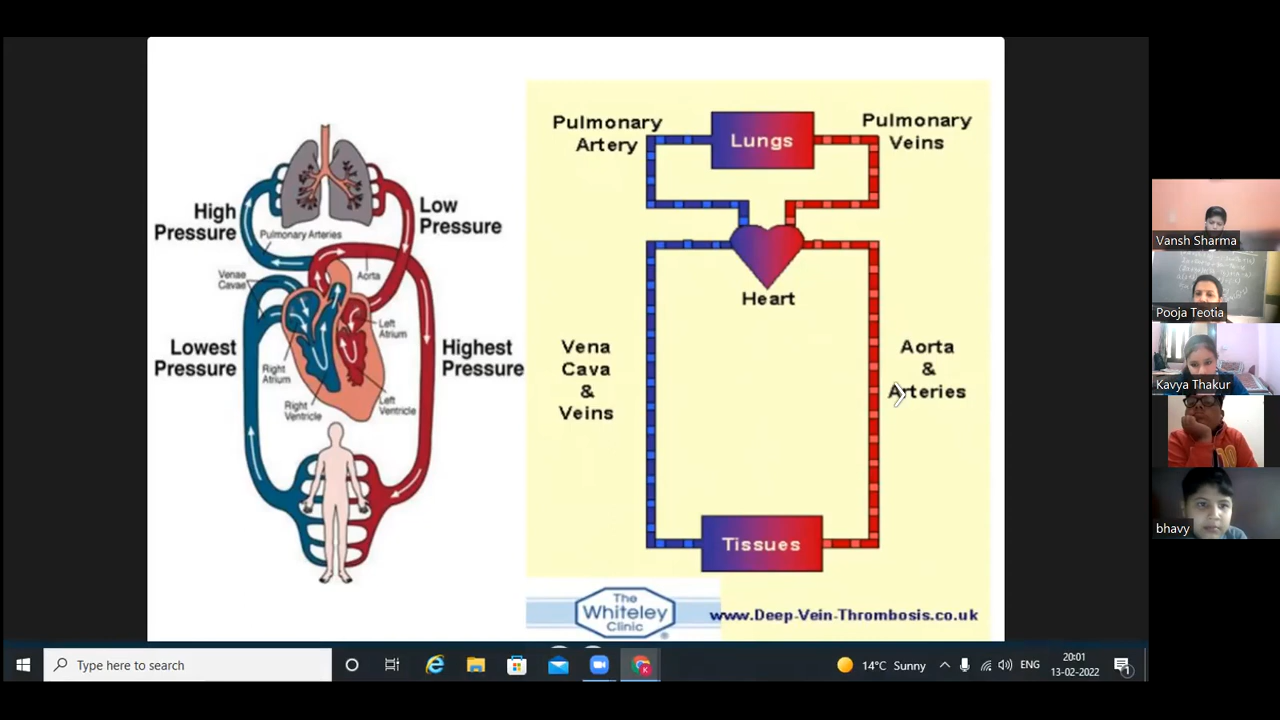 High
Pressure
Low
Pressure
Pulmonary Arteries
Venae
Cavae
Aorta
Left
Atrium
Lowest
Pressure
Highest
Pressure
Right
Atrium
Right
Ventricle
Left
Ventricle
Pulmonary
Artery
Lungs
Pulmonary
Veins
Heart
Vena
Cava
&
Veins
Aorta
&
Arteries
Tissues
The
Whiteley
Clinic
®
www.Deep-Vein-Thrombosis.co.uk
Vansh Sharma
Pooja Teotia
Kavya Thakur
bhavy
Type here to search
K
14°C Sunny
ENG
20:01
13-02-2022
1